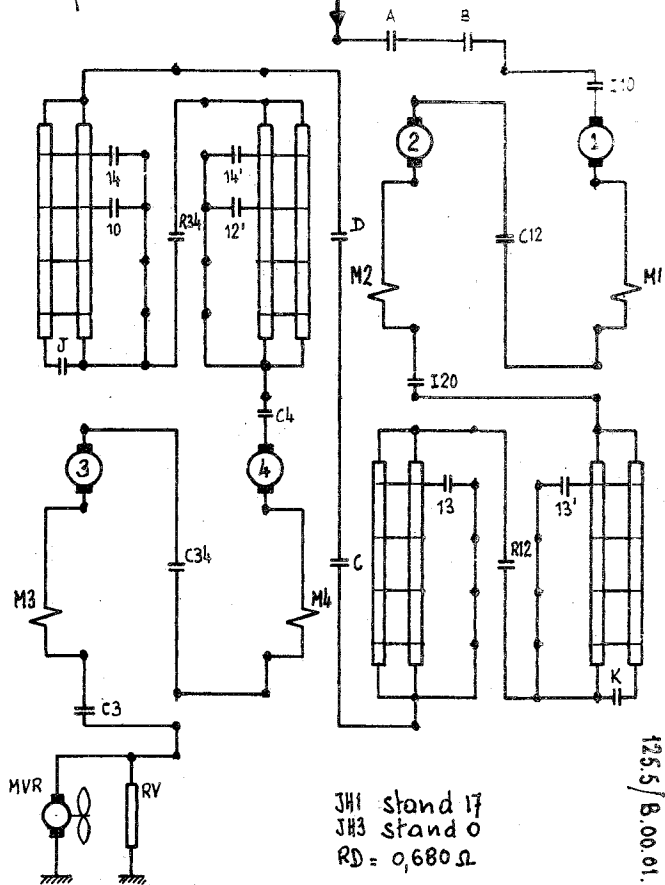 A B
I10
2 1
14 14'
10 R34 12' D C12
M2 M1
J
I20
C4
3 4
13 13'
C34 C R12
M3 M4
K
C3
MVR RV
JH1 stand 17
JH3 stand 0
RD = 0,680 Ω
125.5/B.00.01.